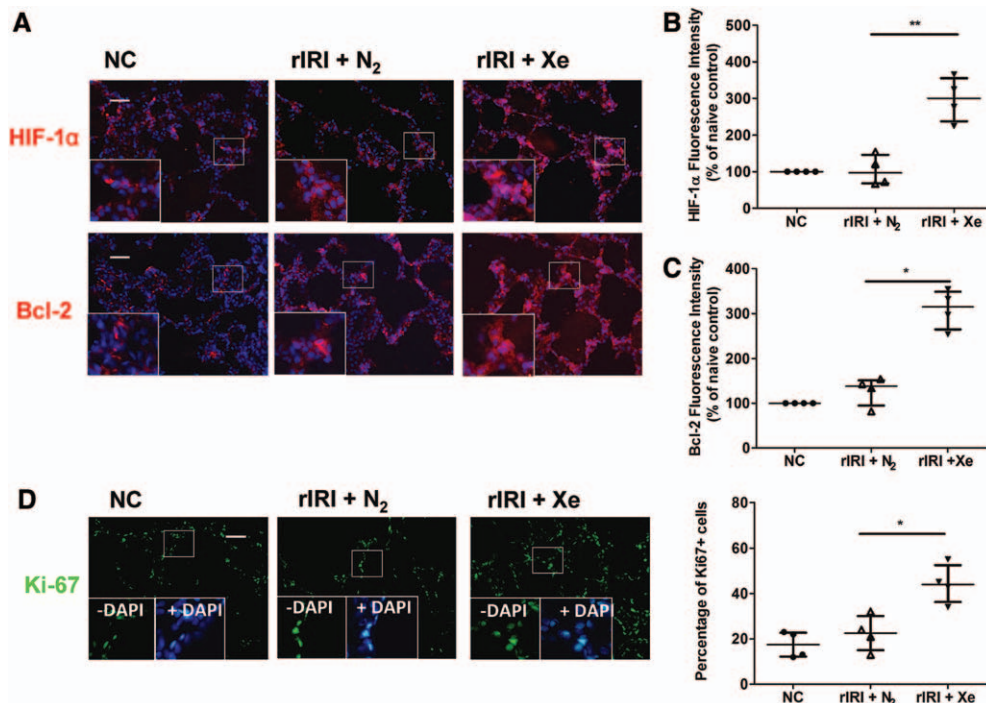 A
NC
rIRI + N₂
rIRI + Xe
HIF-1α
Bcl-2
B
HIF-1α Fluorescence Intensity
(% of naive control)
500
400
300
200
100
0
**
NC
rIRI + N₂
rIRI + Xe
C
Bcl-2 Fluorescence Intensity
(% of naive control)
400
300
200
100
0
*
NC
rIRI + N₂
rIRI +Xe
D
NC
rIRI + N₂
rIRI + Xe
Ki-67
-DAPI
+ DAPI
-DAPI
+ DAPI
-DAPI
+ DAPI
Percentage of Ki67+ cells
80
60
40
20
0
*
NC
rIRI + N₂
rIRI + Xe